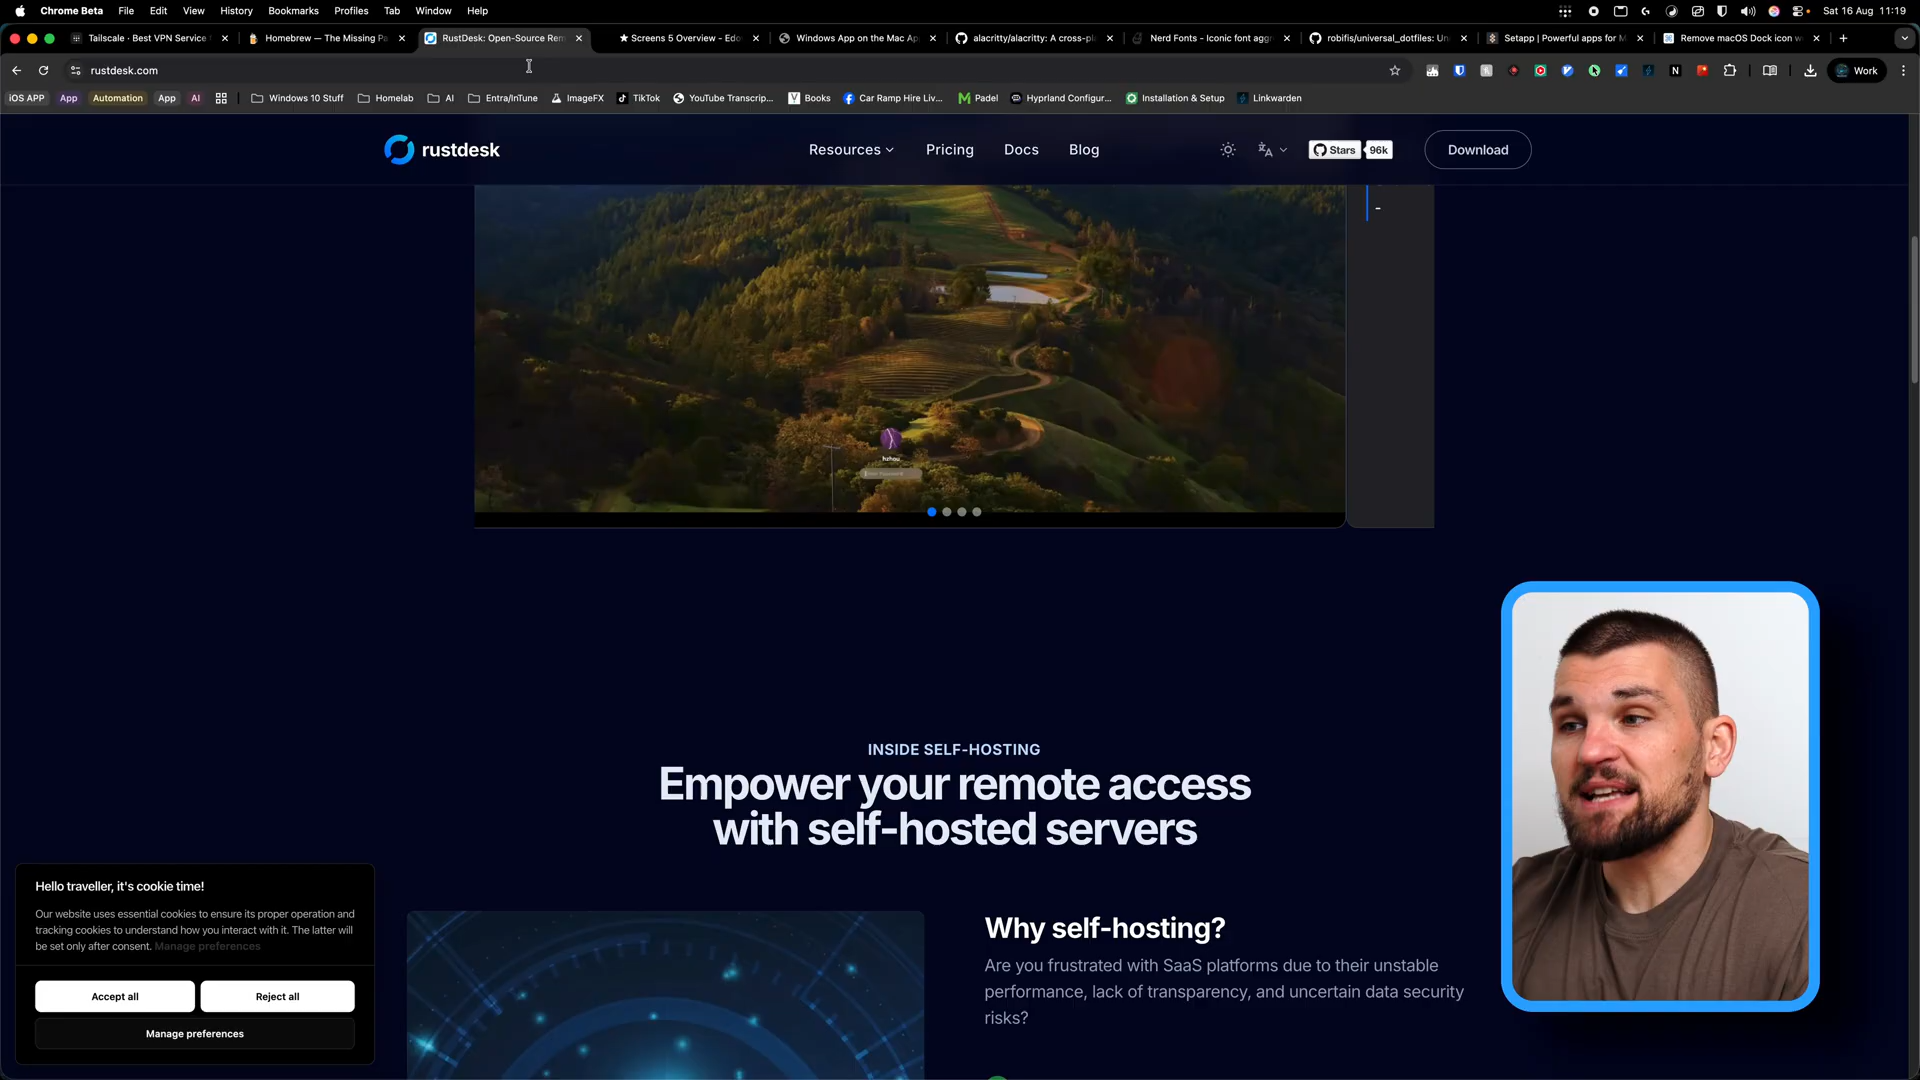 Chrome Beta File Edit View History Bookmarks Profiles Tab Window Help Sat 16 Aug 11:19
Tailscale · Best VPN Service Homebrew — The Missing Pa RustDesk: Open-Source Rem Screens 5 Overview - Edo Windows App on the Mac Ap alacritty/alacritty: A cross-pl Nerd Fonts - Iconic font agg robifis/universal_dotfiles: Un Setapp | Powerful apps for M Remove macOS Dock icon w
rustdesk.com Work
iOS APP App Automation App AI Windows 10 Stuff Homelab AI Entra/InTune ImageFX TikTok YouTube Transcrip... Books Car Ramp Hire Liv... Padel Hyprland Configur... Installation & Setup Linkwarden
rustdesk Resources Pricing Docs Blog Stars 96k Download
hzhou
INSIDE SELF-HOSTING
Empower your remote access
with self-hosted servers
Hello traveller, it's cookie time!
Our website uses essential cookies to ensure its proper operation and
tracking cookies to understand how you interact with it. The latter will
be set only after consent. Manage preferences
Accept all Reject all
Manage preferences
Why self-hosting?
Are you frustrated with SaaS platforms due to their unstable
performance, lack of transparency, and uncertain data security
risks?